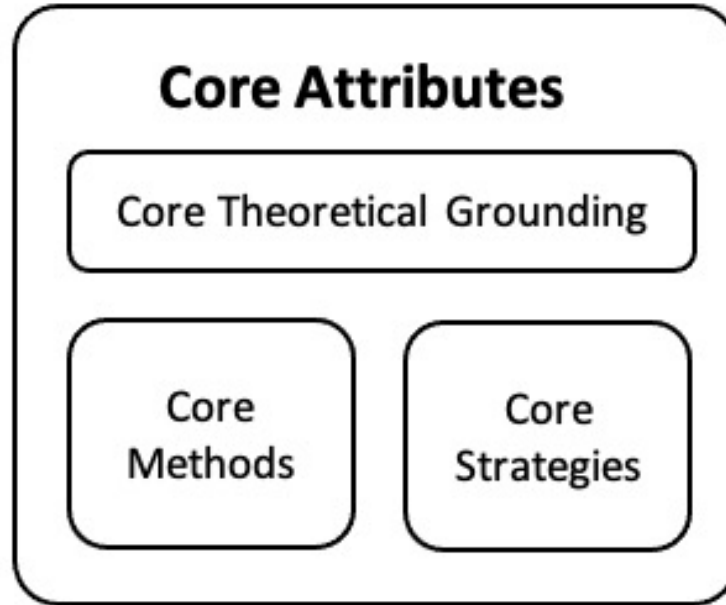 Core Attributes
Core Theoretical Grounding
Core
Methods
Core
Strategies